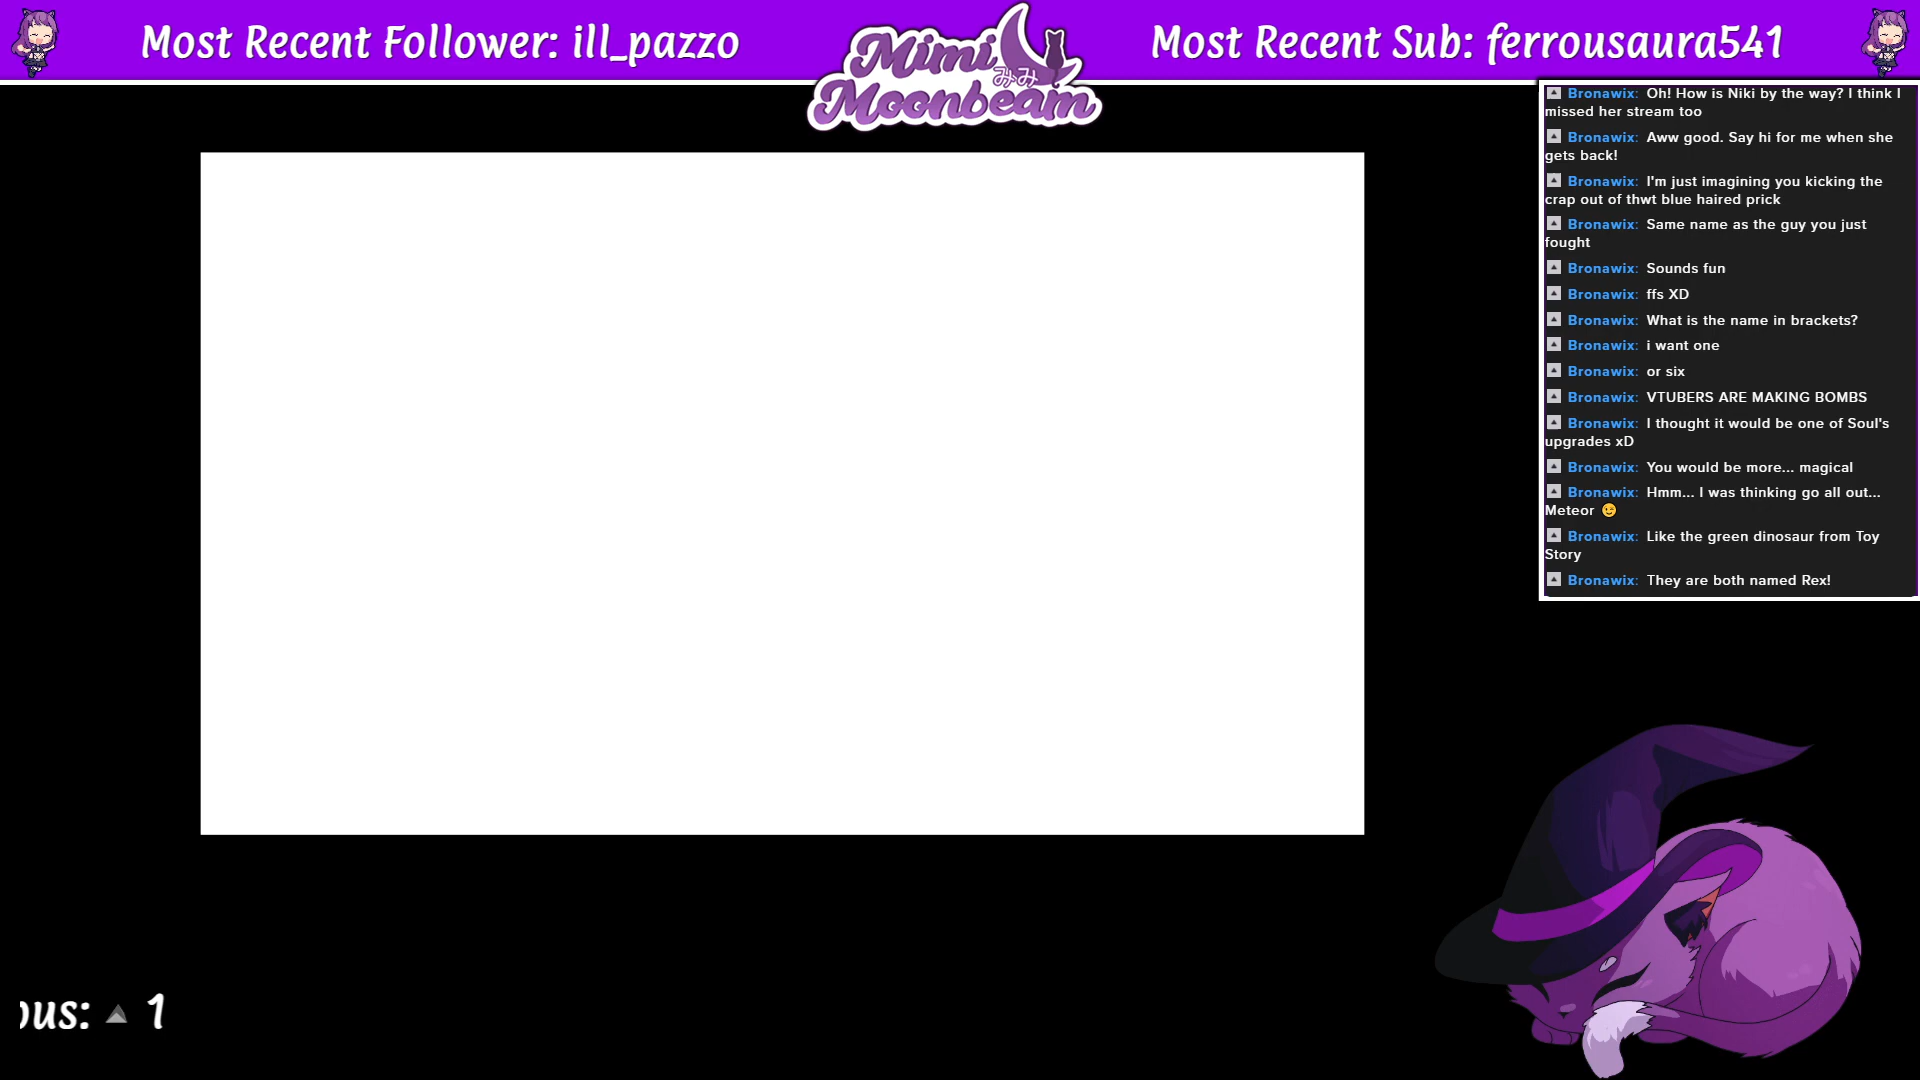 Most Recent Follower: ill_pazzo
Mimi
みみ
Moonbeam
Most Recent Sub: ferrousaura541
Bronawix: Oh! How is Niki by the way? I think I
missed her stream too
Bronawix: Aww good. Say hi for me when she
gets back!
Bronawix: I'm just imagining you kicking the
crap out of thwt blue haired prick
Bronawix: Same name as the guy you just
fought
Bronawix: Sounds fun
Bronawix: ffs XD
Bronawix: What is the name in brackets?
Bronawix: i want one
Bronawix: or six
Bronawix: VTUBERS ARE MAKING BOMBS
Bronawix: I thought it would be one of Soul's
upgrades xD
Bronawix: You would be more... magical
Bronawix: Hmm... I was thinking go all out...
Meteor 😉
Bronawix: Like the green dinosaur from Toy
Story
Bronawix: They are both named Rex!
us: 1